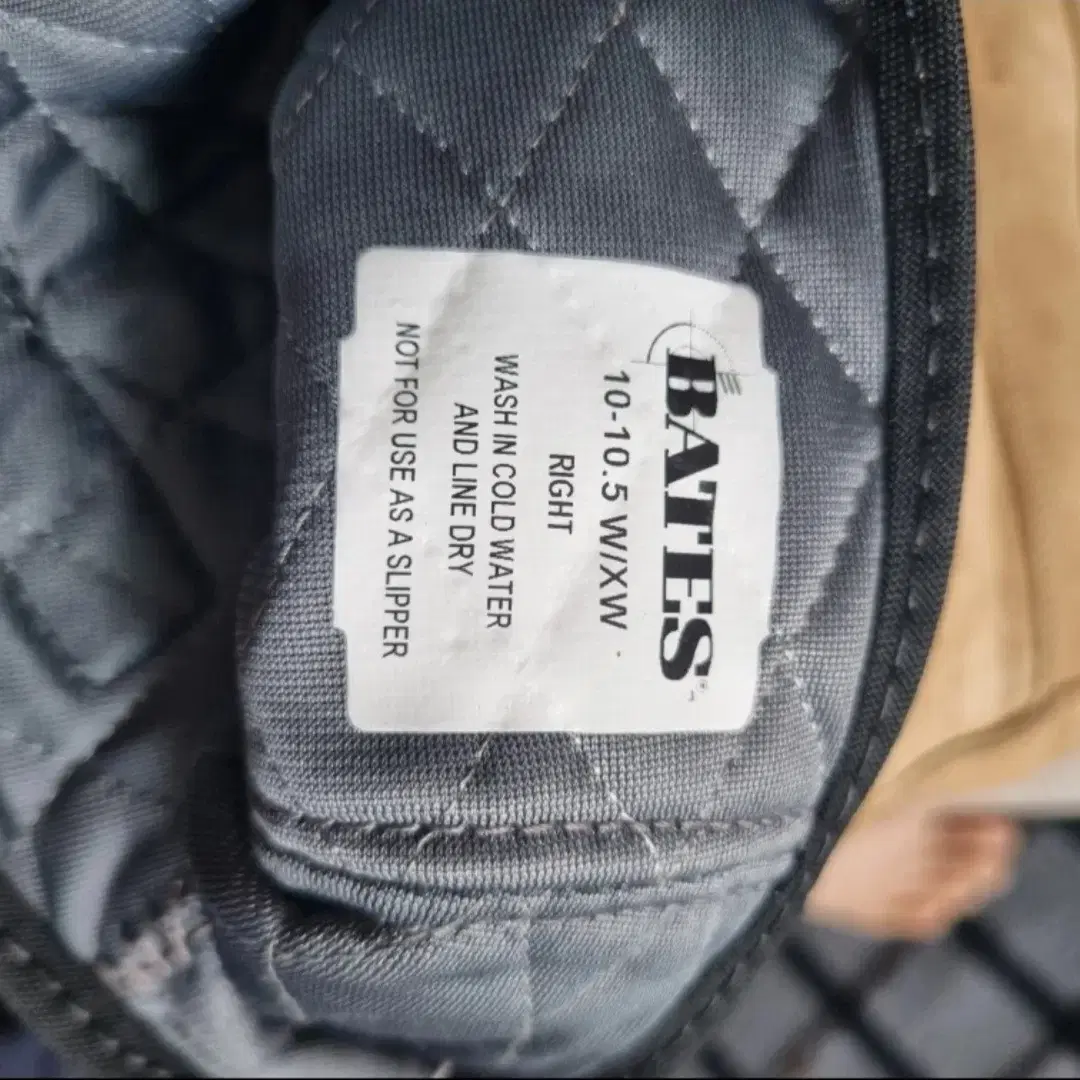 BATES®
10-10.5 W/XW
RIGHT
WASH IN COLD WATER
AND LINE DRY
NOT FOR USE AS A SLIPPER